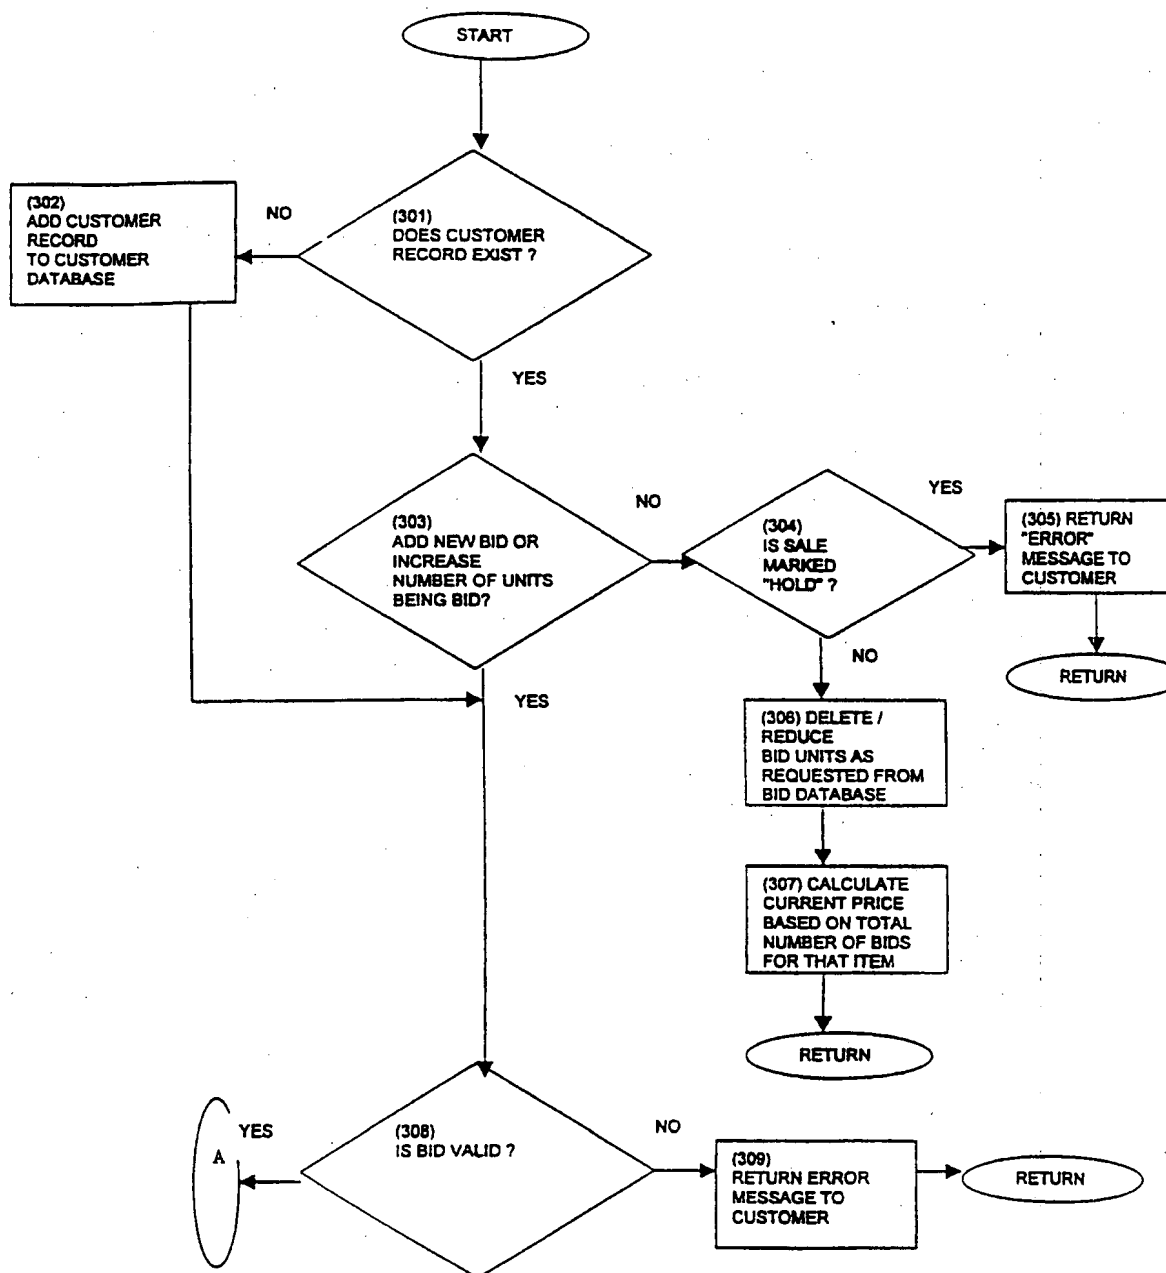 START
(302)
ADD CUSTOMER
RECORD
TO CUSTOMER
DATABASE
NO
(301)
DOES CUSTOMER
RECORD EXIST ?
YES
(303)
ADD NEW BID OR
INCREASE
NUMBER OF UNITS
BEING BID?
NO
(304)
IS SALE
MARKED
"HOLD" ?
YES
(305) RETURN
"ERROR"
MESSAGE TO
CUSTOMER
RETURN
NO
YES
(306) DELETE /
REDUCE
BID UNITS AS
REQUESTED FROM
BID DATABASE
(307) CALCULATE
CURRENT PRICE
BASED ON TOTAL
NUMBER OF BIDS
FOR THAT ITEM
RETURN
A
YES
(308)
IS BID VALID ?
NO
(309)
RETURN ERROR
MESSAGE TO
CUSTOMER
RETURN